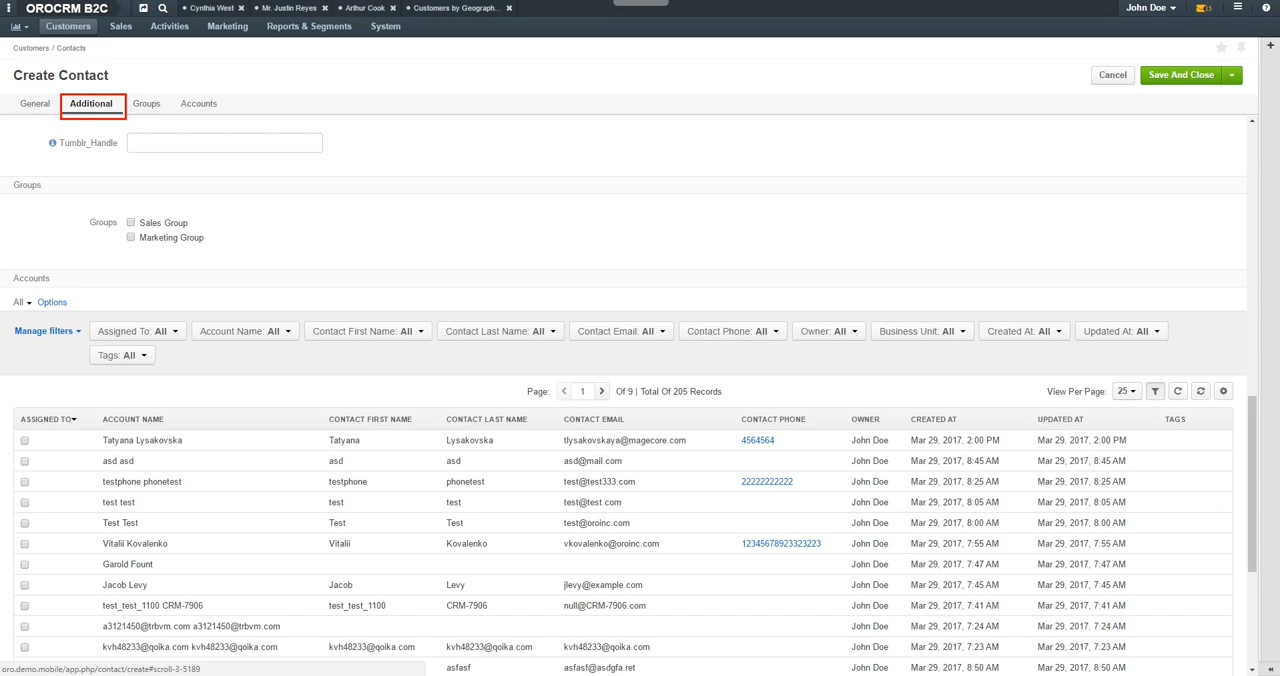 OROCRM B2C Cynthia West Mr. Justin Reyes Arthur Cook Customers by Geograph... John Doe 15
Customers Sales Activities Marketing Reports & Segments System
Customers / Contacts
Create Contact Cancel Save And Close
General Additional Groups Accounts
Tumblr_Handle
Groups
Groups Sales Group
Marketing Group
Accounts
All Options
Manage filters Assigned To: All Account Name: All Contact First Name: All Contact Last Name: All Contact Email: All Contact Phone: All Owner: All Business Unit: All Created At: All Updated At: All
Tags: All
Page: 1 Of 9 | Total Of 205 Records View Per Page: 25
ASSIGNED TO ACCOUNT NAME CONTACT FIRST NAME CONTACT LAST NAME CONTACT EMAIL CONTACT PHONE OWNER CREATED AT UPDATED AT TAGS
Tatyana Lysakovska Tatyana Lysakovska tlysakovskaya@magecore.com 4564564 John Doe Mar 29, 2017, 2:00 PM Mar 29, 2017, 2:00 PM
asd asd asd asd asd@mail.com John Doe Mar 29, 2017, 8:45 AM Mar 29, 2017, 8:45 AM
testphone phonetest testphone phonetest test@test333.com 22222222222 John Doe Mar 29, 2017, 8:25 AM Mar 29, 2017, 8:25 AM
test test test test test@test.com John Doe Mar 29, 2017, 8:05 AM Mar 29, 2017, 8:05 AM
Test Test Test Test test@oroinc.com John Doe Mar 29, 2017, 8:00 AM Mar 29, 2017, 8:00 AM
Vitalii Kovalenko Vitalii Kovalenko vkovalenko@oroinc.com 12345678923323223 John Doe Mar 29, 2017, 7:55 AM Mar 29, 2017, 7:55 AM
Garold Fount John Doe Mar 29, 2017, 7:47 AM Mar 29, 2017, 7:47 AM
Jacob Levy Jacob Levy jlevy@example.com John Doe Mar 29, 2017, 7:45 AM Mar 29, 2017, 7:45 AM
test_test_1100 CRM-7906 test_test_1100 CRM-7906 null@CRM-7906.com John Doe Mar 29, 2017, 7:41 AM Mar 29, 2017, 7:41 AM
a3121450@trbvm.com a3121450@trbvm.com John Doe Mar 29, 2017, 7:24 AM Mar 29, 2017, 7:24 AM
kvh48233@qoika.com kvh48233@qoika.com kvh48233@qoika.com kvh48233@qoika.com kvh48233@qoika.com John Doe Mar 29, 2017, 7:23 AM Mar 29, 2017, 7:23 AM
oro.demo.mobile/app.php/contact/create#scroll-3-5189 asfasf asfasf@asdgfa.ret John Doe Mar 29, 2017, 8:50 AM Mar 29, 2017, 8:50 AM